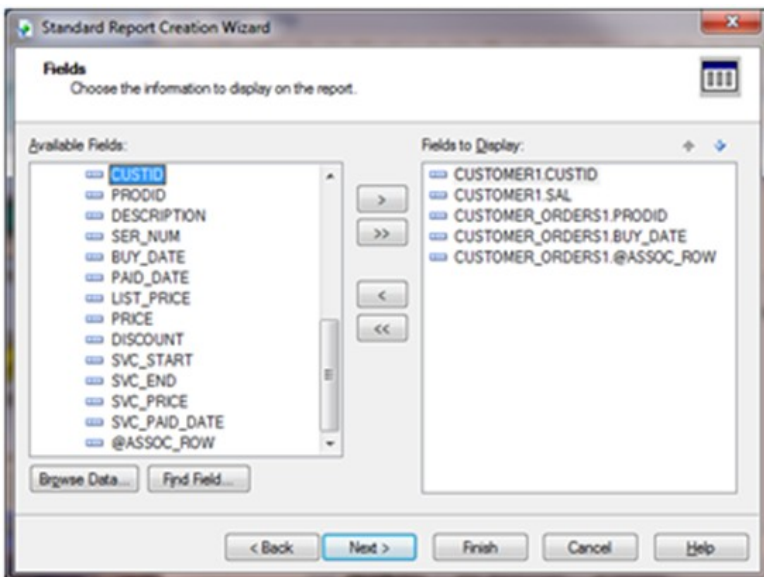 Standard Report Creation Wizard
Fields
Choose the information to display on the report.
Available Fields:
CUSTID
PRODID
DESCRIPTION
SER_NUM
BUY_DATE
PAID_DATE
LIST_PRICE
PRICE
DISCOUNT
SVC_START
SVC_END
SVC_PRICE
SVC_PAID_DATE
@ASSOC_ROW
>
>>
<
<<
Fields to Display:
CUSTOMER1.CUSTID
CUSTOMER1.SAL
CUSTOMER_ORDERS1.PRODID
CUSTOMER_ORDERS1.BUY_DATE
CUSTOMER_ORDERS1.@ASSOC_ROW
Browse Data... Find Field...
< Back Next > Finish Cancel Help